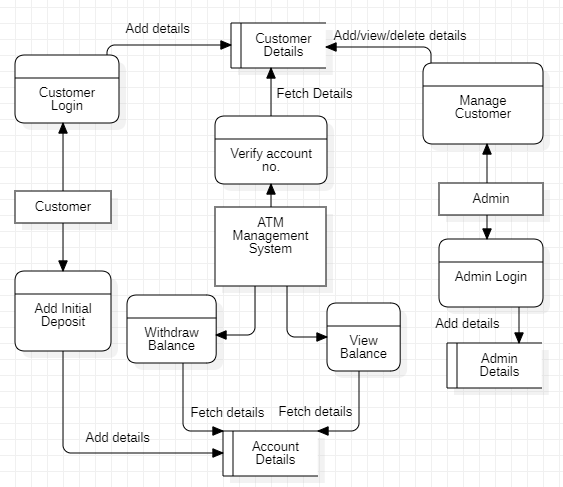 Add details
Customer
Details
Add/view/delete details
Customer
Login
Fetch Details
Manage
Customer
Verify account
no.
Customer
Admin
ATM
Management
System
Add Initial
Deposit
Admin Login
Withdraw
Balance
View
Balance
Add details
Admin
Details
Fetch details
Fetch details
Add details
Account
Details